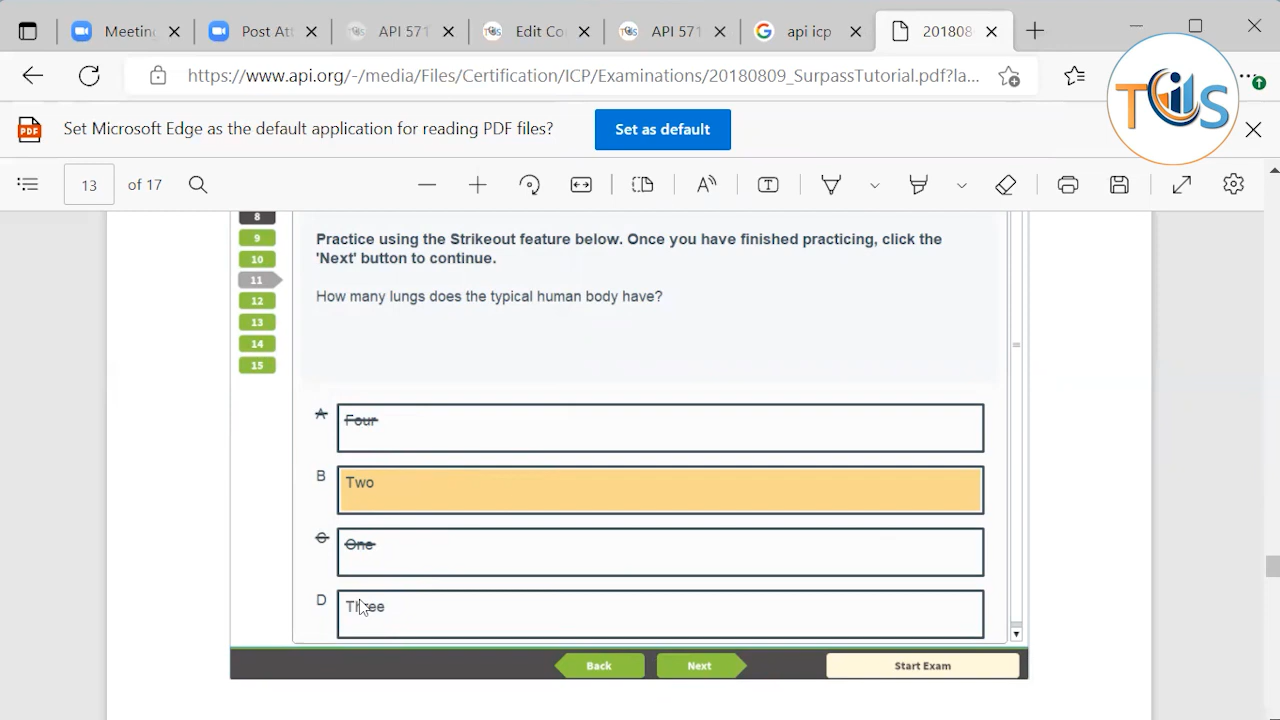 Meeting
Post Att
API 571
Edit Co
API 571
api icp
201808
https://www.api.org/-/media/Files/Certification/ICP/Examinations/20180809_SurpassTutorial.pdf?la...
TCILS
Set Microsoft Edge as the default application for reading PDF files?
Set as default
13 of 17
8
9
10
11
12
13
14
15
Practice using the Strikeout feature below. Once you have finished practicing, click the
'Next' button to continue.
How many lungs does the typical human body have?
A Four
B Two
C One
D Three
Back
Next
Start Exam